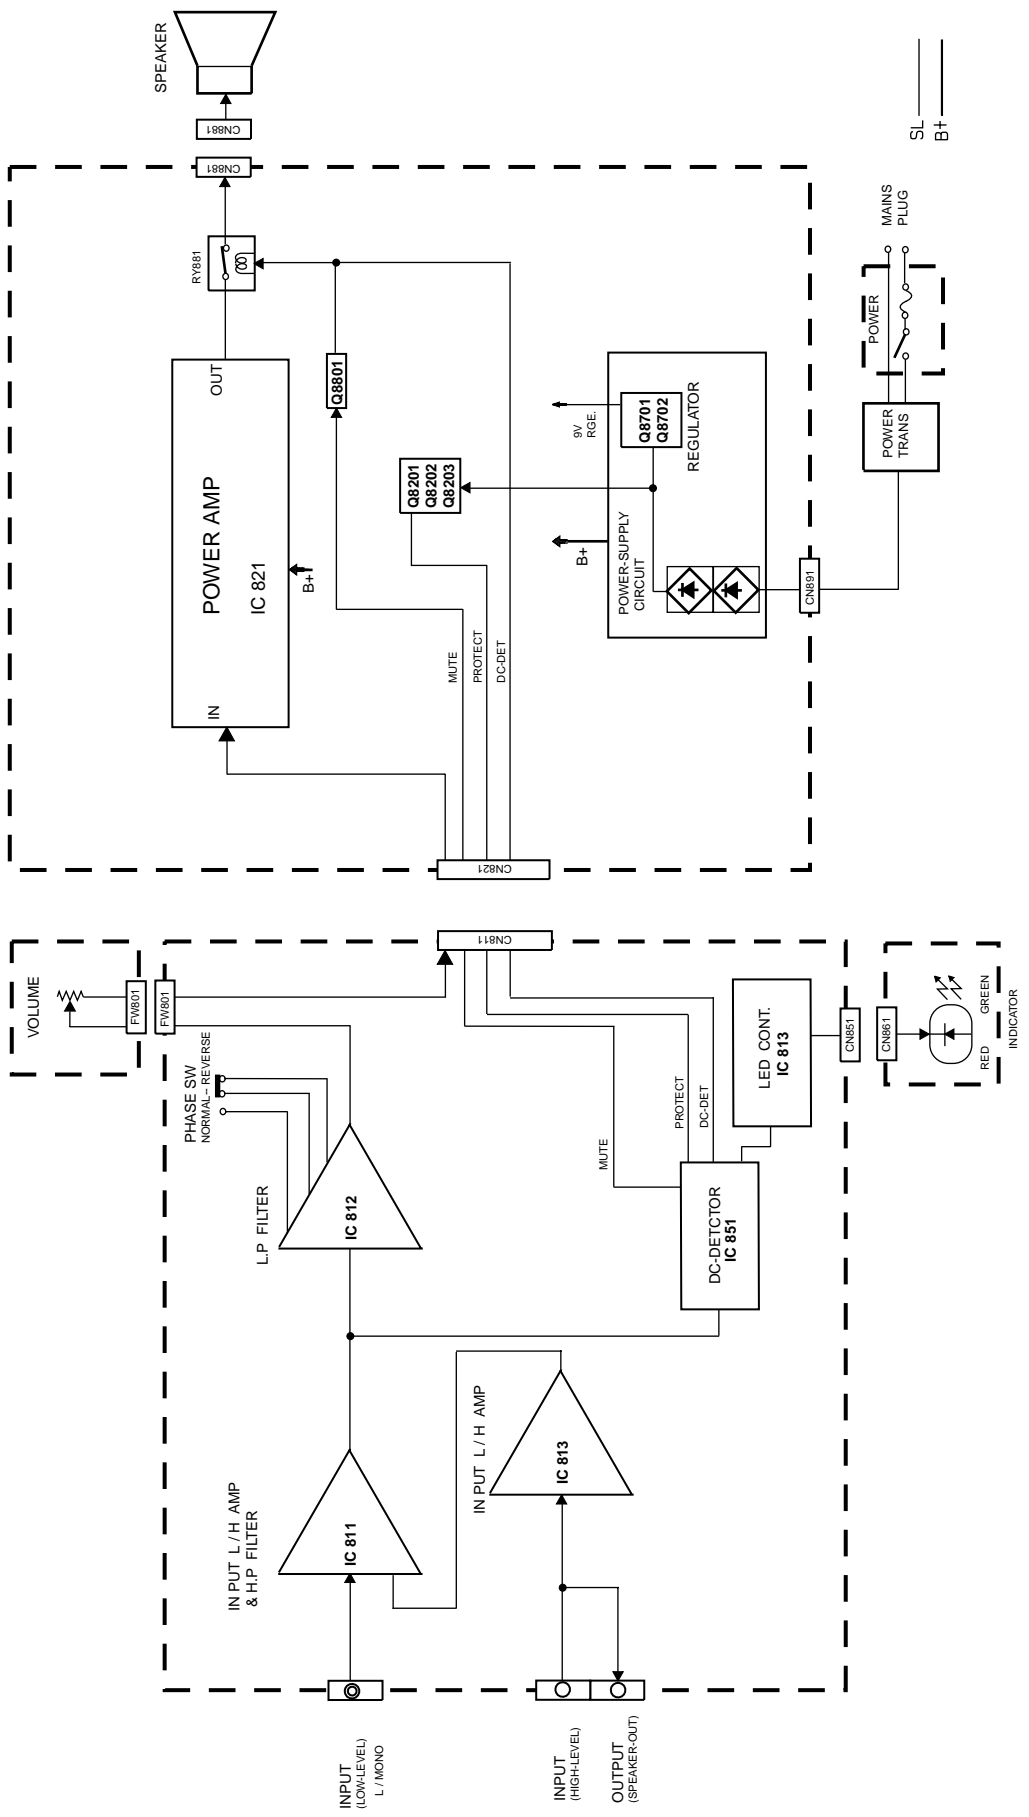 INPUT
(LOW-LEVEL)
L / MONO
INPUT
(HIGH-LEVEL)
OUTPUT
(SPEAKER-OUT)
IN PUT L / H AMP
& H.P FILTER
IC 811
IN PUT L / H AMP
IC 813
L.P FILTER
IC 812
PHASE SW
NORMAL – REVERSE
VOLUME
FW801
FW801
DC-DETCTOR
IC 851
MUTE
PROTECT
DC-DET
LED CONT.
IC 813
CN851
CN861
RED
GREEN
INDICATOR
CN811
CN821
MUTE
PROTECT
DC-DET
IN
POWER AMP
IC 821
OUT
B+
Q8801
Q8201
Q8202
Q8203
RY881
CN881
CN881
SPEAKER
B+
9V
RGE.
POWER-SUPPLY
CIRCUIT
Q8701
Q8702
REGULATOR
CN891
POWER
TRANS
POWER
MAINS
PLUG
SL
B+